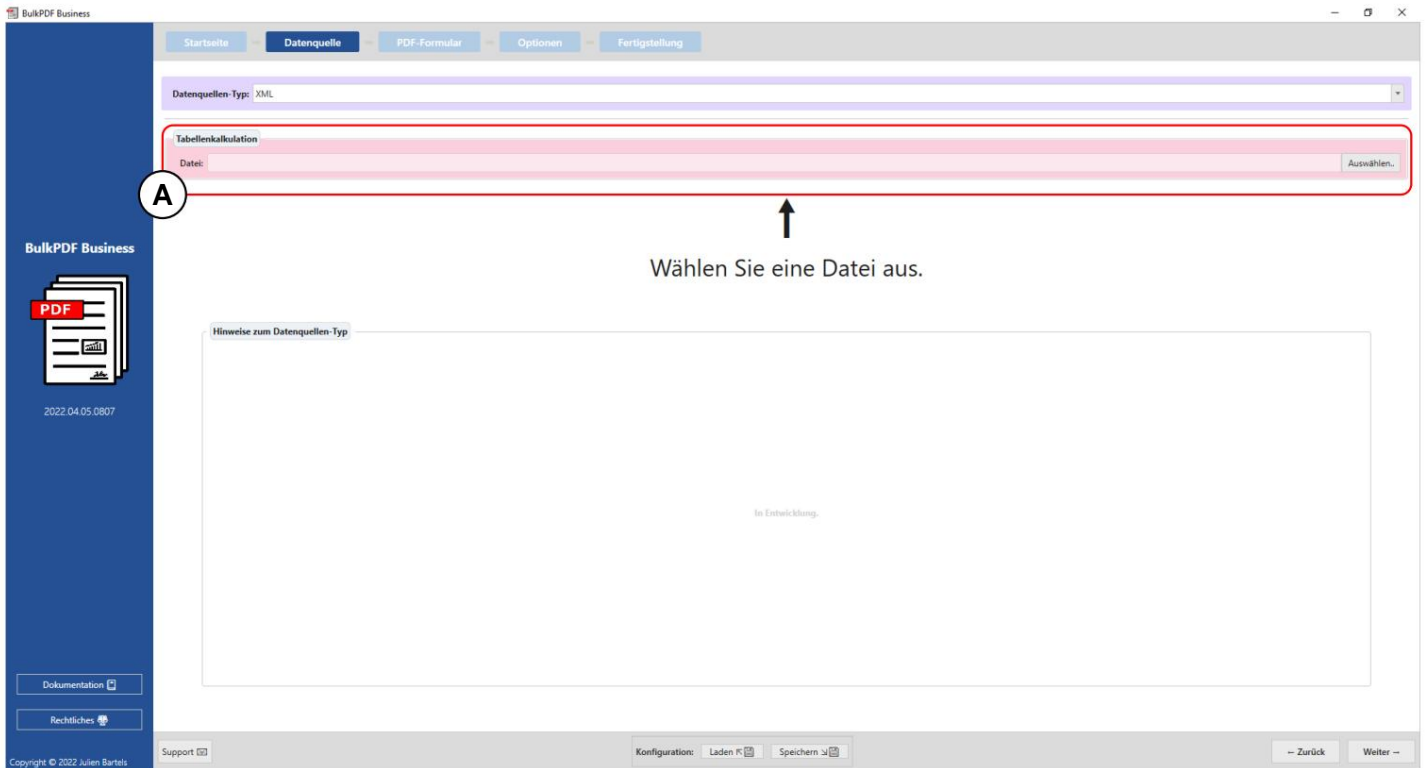 BulkPDF Business
Startseite
Datenquelle
PDF-Formular
Optionen
Fertigstellung
Datenquellen-Typ: XML
Tabellenkalkulation
Datei:
Auswählen..
A
Wählen Sie eine Datei aus.
BulkPDF Business
PDF
2022.04.05.0807
Hinweise zum Datenquellen-Typ
In Entwicklung.
Dokumentation
Rechtliches
Copyright © 2022 Julien Bartels
Support
Konfiguration: Laden Speichern
← Zurück
Weiter →